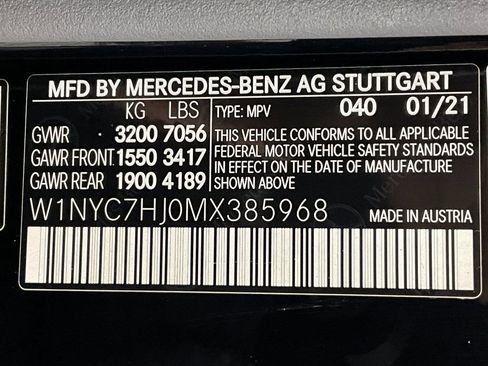 MFD BY MERCEDES-BENZ AG STUTTGART
KG LBS TYPE: MPV 040 01/21
GVWR 3200 7056 THIS VEHICLE CONFORMS TO ALL APPLICABLE
GAWR FRONT 1550 3417 FEDERAL MOTOR VEHICLE SAFETY STANDARDS
GAWR REAR 1900 4189 IN EFFECT ON THE DATE OF MANUFACTURE
SHOWN ABOVE.
W1NYC7HJ0MX385968 MADE IN AUSTRIA